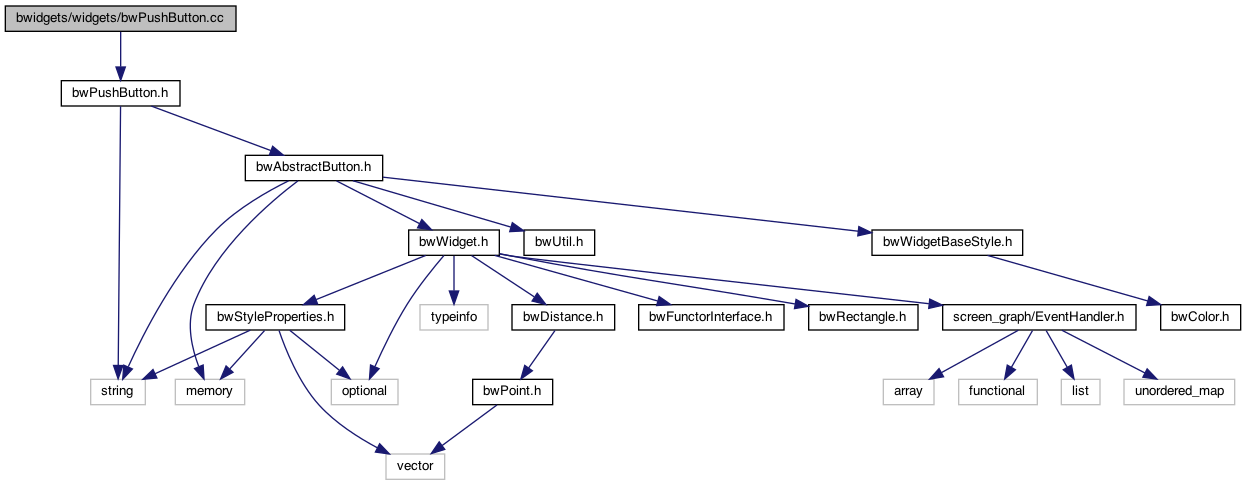 bwidgets/widgets/bwPushButton.cc
bwPushButton.h
bwAbstractButton.h
bwWidget.h
bwUtil.h
bwWidgetBaseStyle.h
bwStyleProperties.h
typeinfo
bwDistance.h
bwFunctorInterface.h
bwRectangle.h
screen_graph/EventHandler.h
bwColor.h
string
memory
optional
bwPoint.h
array
functional
list
unordered_map
vector